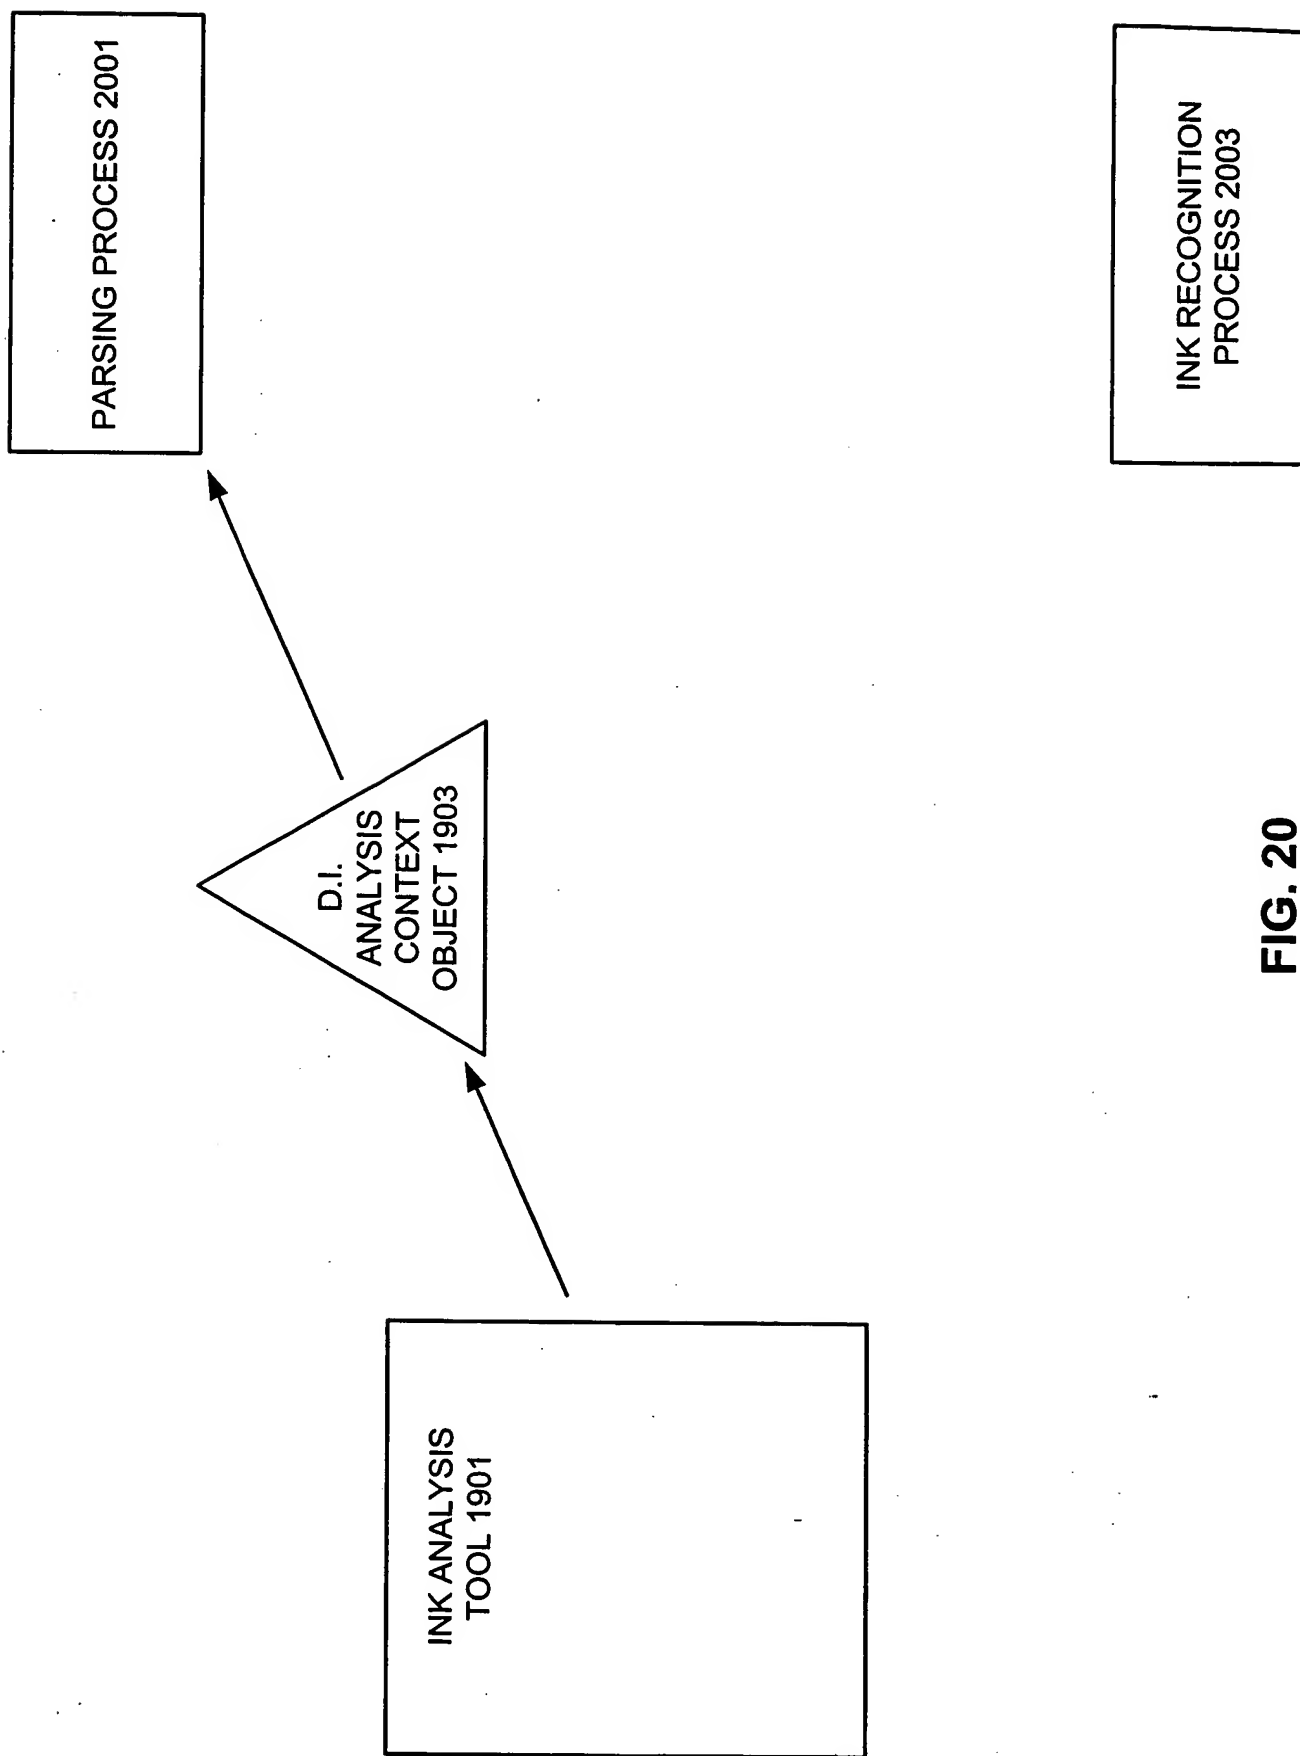 INK ANALYSIS
TOOL 1901
D.I.
ANALYSIS
CONTEXT
OBJECT 1903
PARSING PROCESS 2001
INK RECOGNITION
PROCESS 2003
FIG. 20